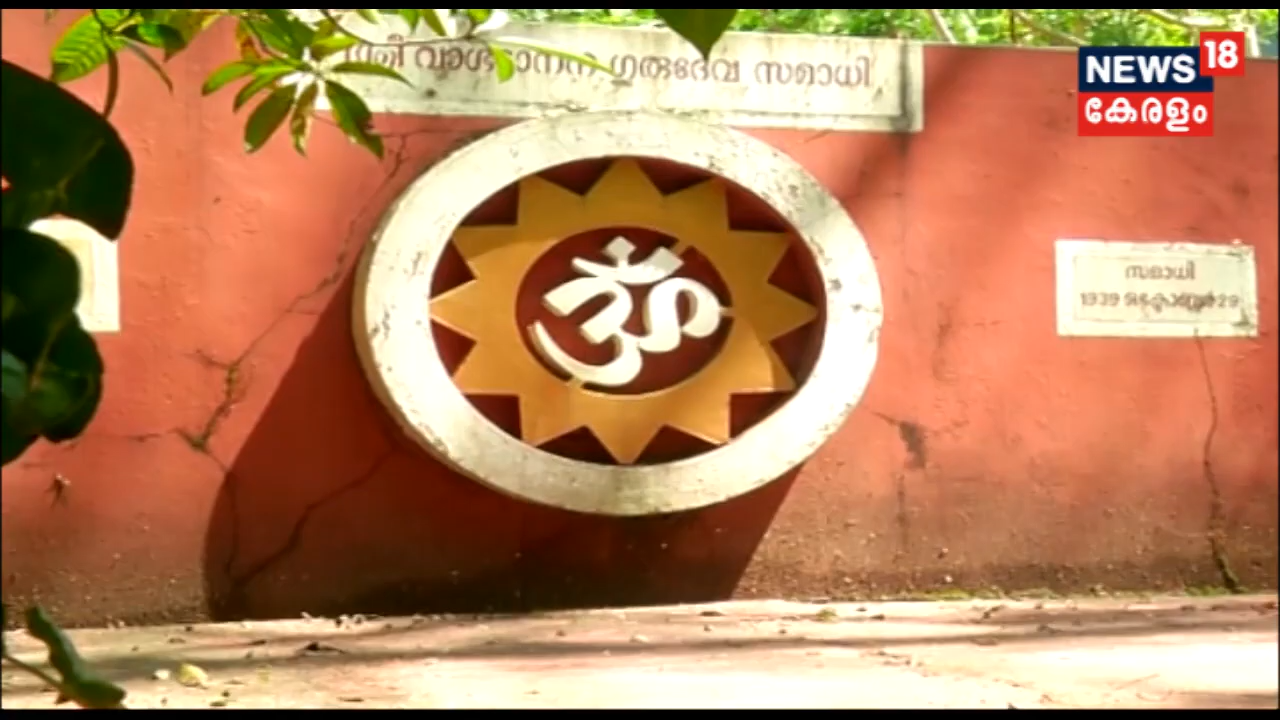 ശ്രീ വാഗ്ഭടാനന്ദ ഗുരുദേവ സമാധി
NEWS 18
കേരളം
ॐ
സമാധി
1939 ഒക്ടോബർ 29